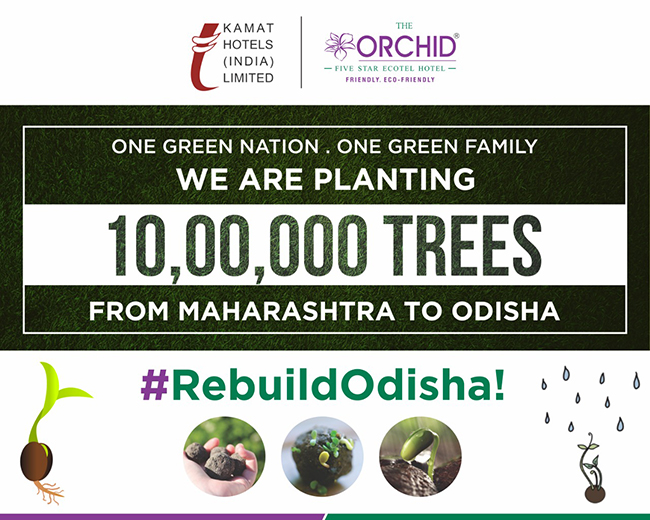 KAMAT
HOTELS
(INDIA)
LIMITED
THE
ORCHID®
FIVE STAR ECOTEL HOTEL
FRIENDLY. ECO-FRIENDLY
ONE GREEN NATION . ONE GREEN FAMILY
WE ARE PLANTING
10,00,000 TREES
FROM MAHARASHTRA TO ODISHA
#RebuildOdisha!